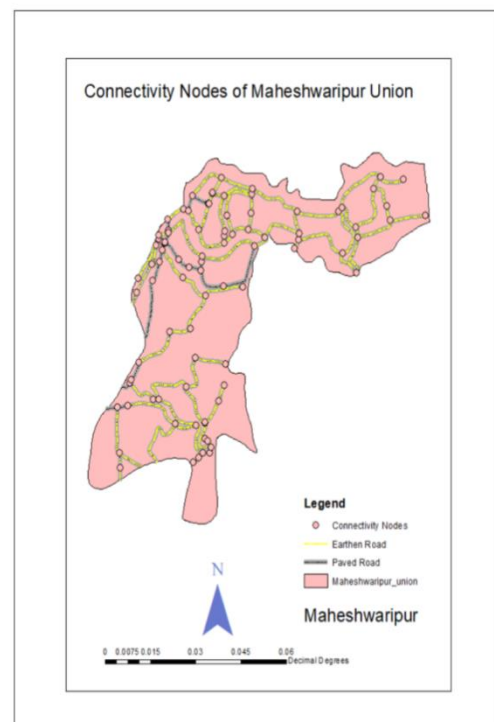 Connectivity Nodes of Maheshwaripur Union
Legend
Connectivity Nodes
Earthen Road
Paved Road
Maheshwaripur_union
N
Maheshwaripur
0 0.0075 0.015 0.03 0.045 0.06
Decimal Degrees